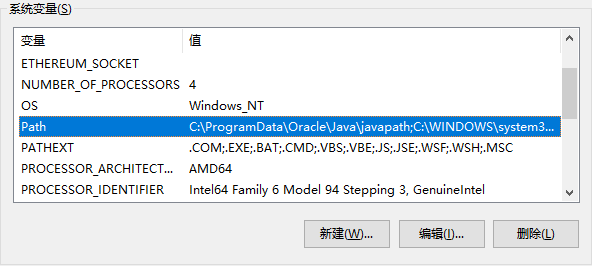 系统变量(S)
变量 值
ETHEREUM_SOCKET
NUMBER_OF_PROCESSORS 4
OS Windows_NT
Path C:\ProgramData\Oracle\Java\javapath;C:\WINDOWS\system3...
PATHEXT .COM;.EXE;.BAT;.CMD;.VBS;.VBE;.JS;.JSE;.WSF;.WSH;.MSC
PROCESSOR_ARCHITECT... AMD64
PROCESSOR_IDENTIFIER Intel64 Family 6 Model 94 Stepping 3, GenuineIntel
新建(W)... 编辑(I)... 删除(L)